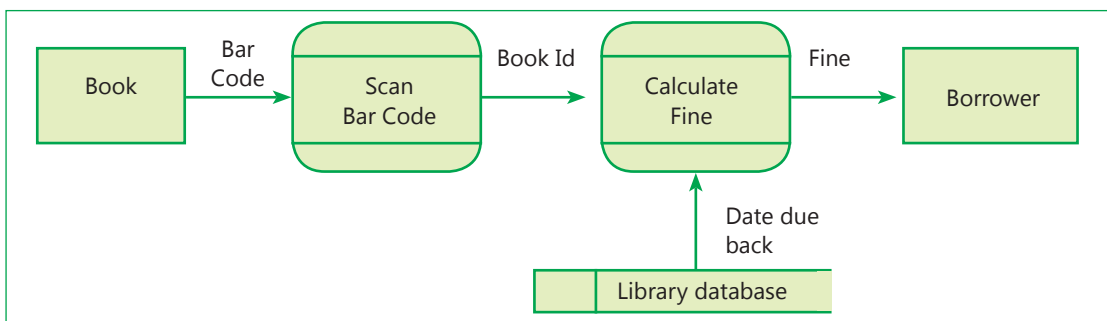 Book
Bar
Code
Scan
Bar Code
Book Id
Calculate
Fine
Fine
Borrower
Date due
back
Library database